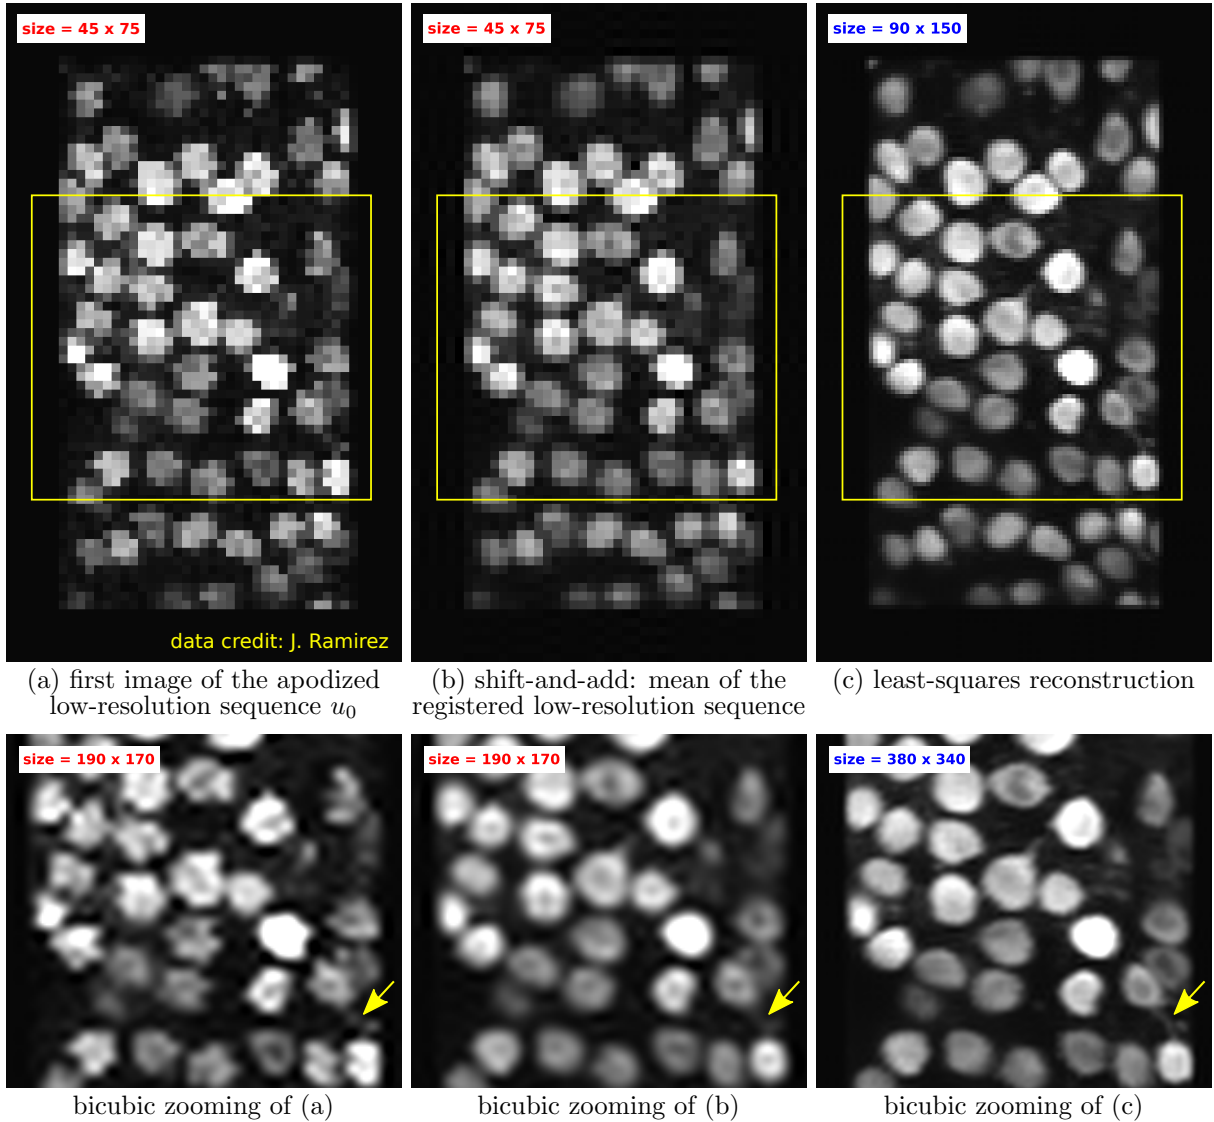 size = 45 x 75
size = 45 x 75
size = 90 x 150
data credit: J. Ramirez
(a) first image of the apodized
low-resolution sequence u0
(b) shift-and-add: mean of the
registered low-resolution sequence
(c) least-squares reconstruction
size = 190 x 170
size = 190 x 170
size = 380 x 340
bicubic zooming of (a)
bicubic zooming of (b)
bicubic zooming of (c)